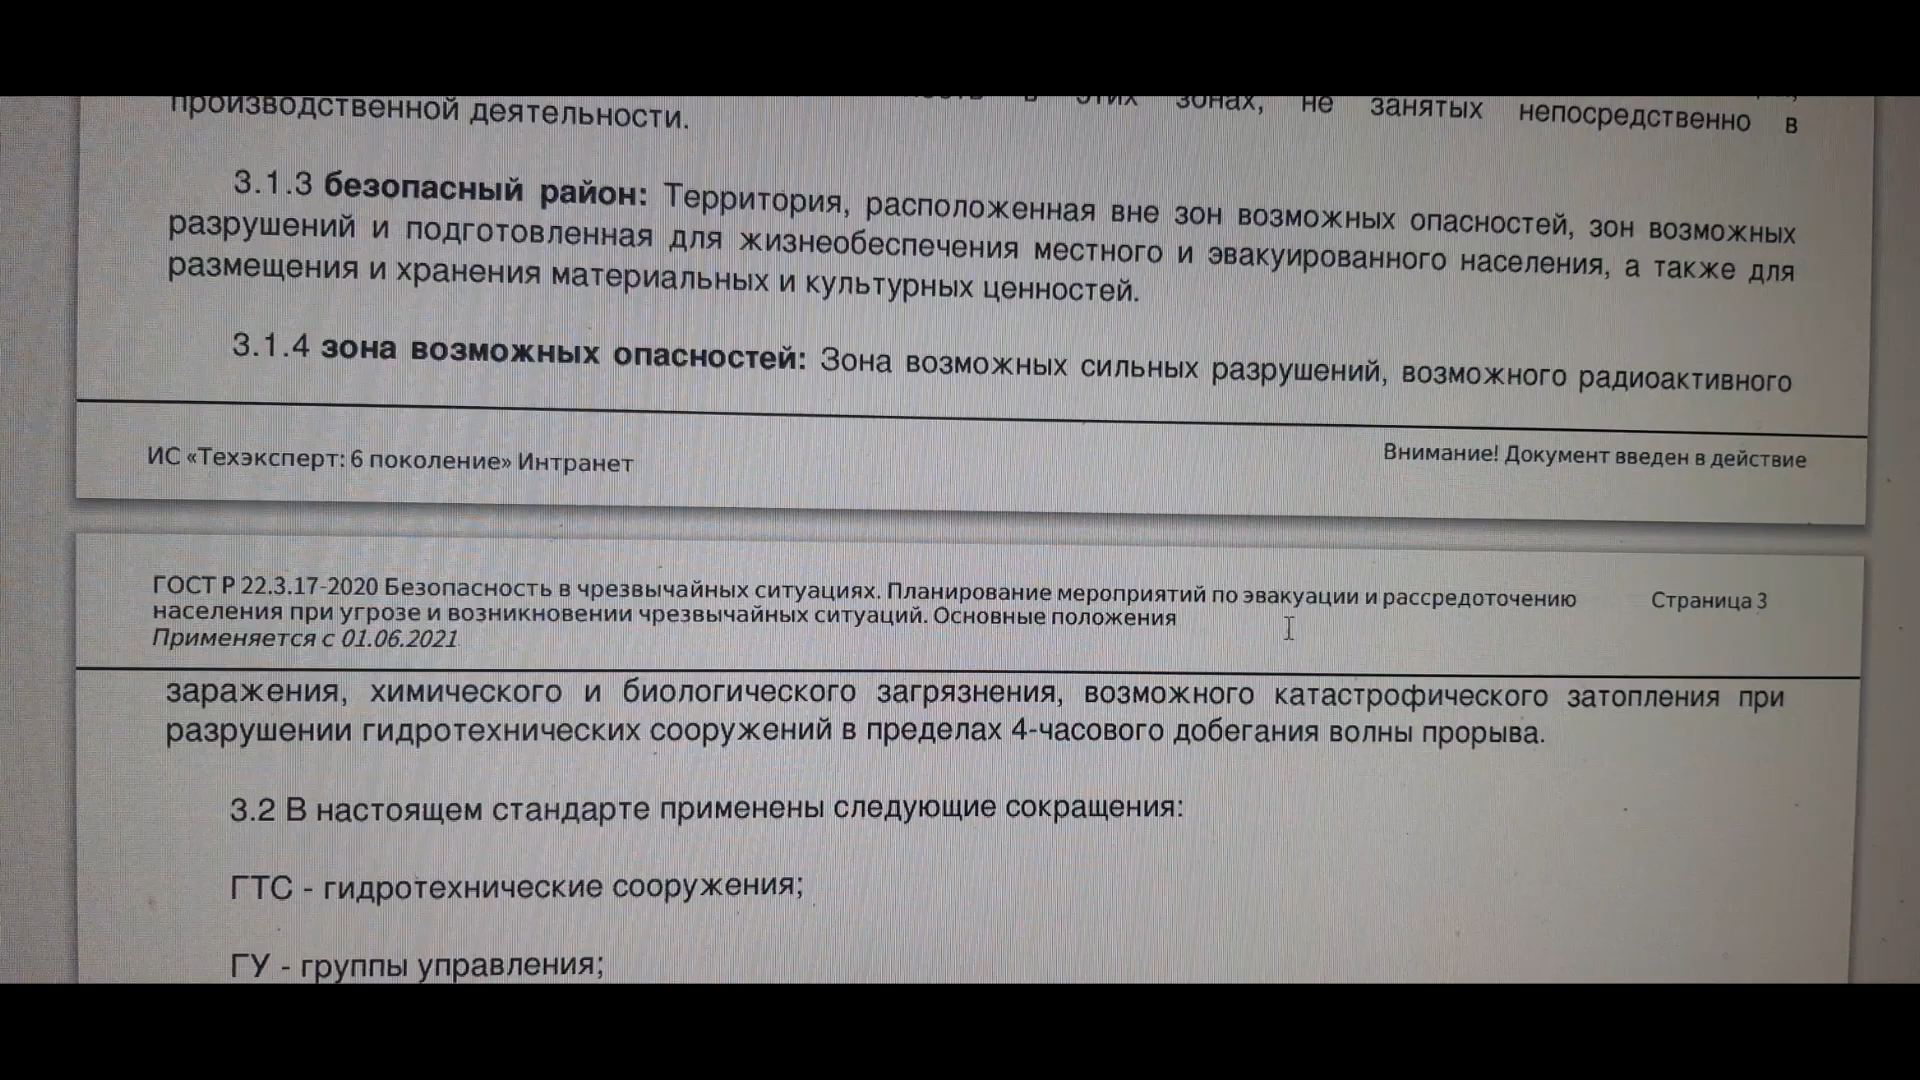 зонах, не занятых непосредственно в
производственной деятельности.
3.1.3 безопасный район: Территория, расположенная вне зон возможных опасностей, зон возможных
разрушений и подготовленная для жизнеобеспечения местного и эвакуированного населения, а также для
размещения и хранения материальных и культурных ценностей.
3.1.4 зона возможных опасностей: Зона возможных сильных разрушений, возможного радиоактивного
ИС «Техэксперт: 6 поколение» Интранет
Внимание! Документ введен в действие
ГОСТ Р 22.3.17-2020 Безопасность в чрезвычайных ситуациях. Планирование мероприятий по эвакуации и рассредоточению
населения при угрозе и возникновении чрезвычайных ситуаций. Основные положения
Применяется с 01.06.2021
Страница 3
заражения, химического и биологического загрязнения, возможного катастрофического затопления при
разрушении гидротехнических сооружений в пределах 4-часового добегания волны прорыва.
3.2 В настоящем стандарте применены следующие сокращения:
ГТС - гидротехнические сооружения;
ГУ - группы управления;